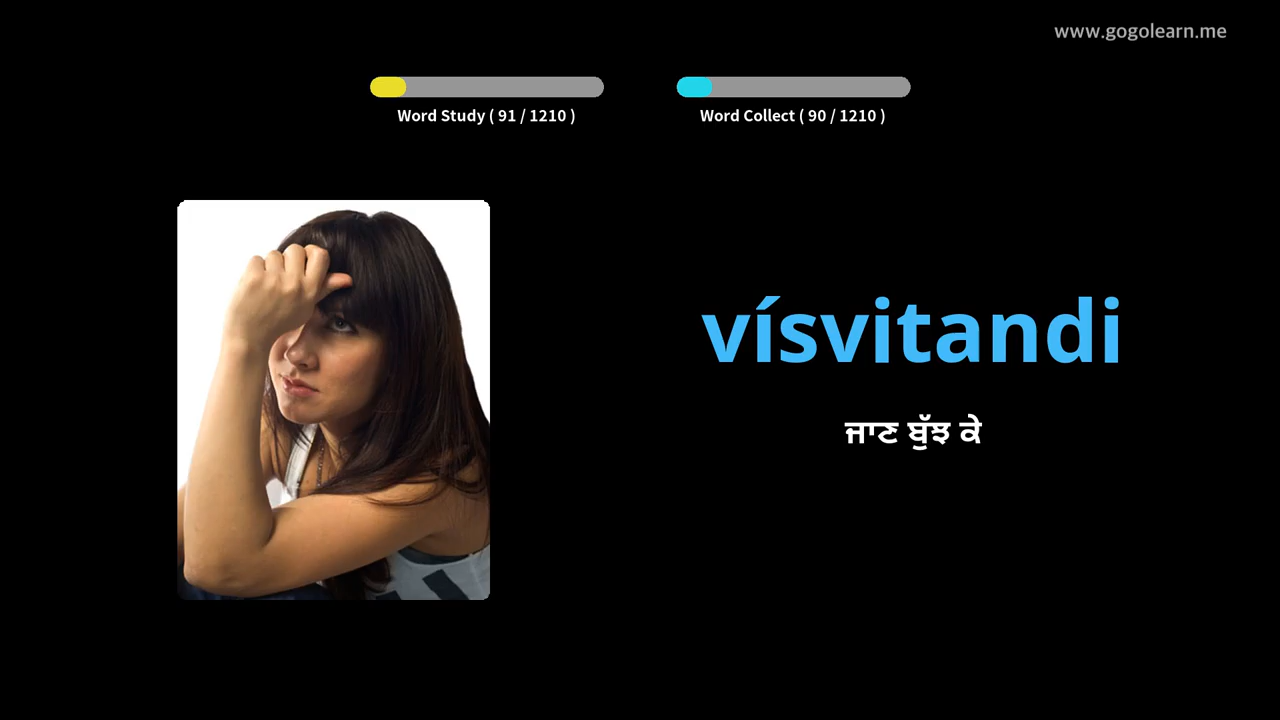 www.gogolearn.me
Word Study ( 91 / 1210 )
Word Collect ( 90 / 1210 )
vísvitandi
ਜਾਣ ਬੁੱਝ ਕੇ